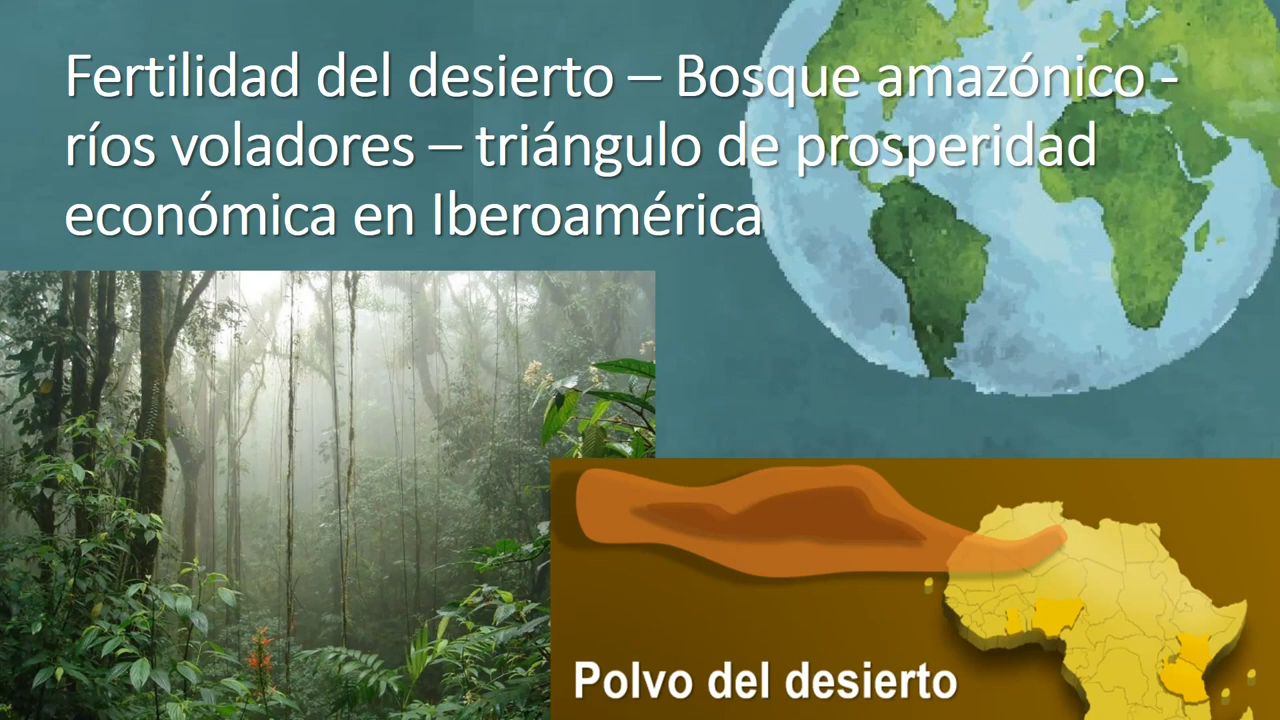 Fertilidad del desierto – Bosque amazónico -
ríos voladores – triángulo de prosperidad
económica en Iberoamérica
Polvo del desierto